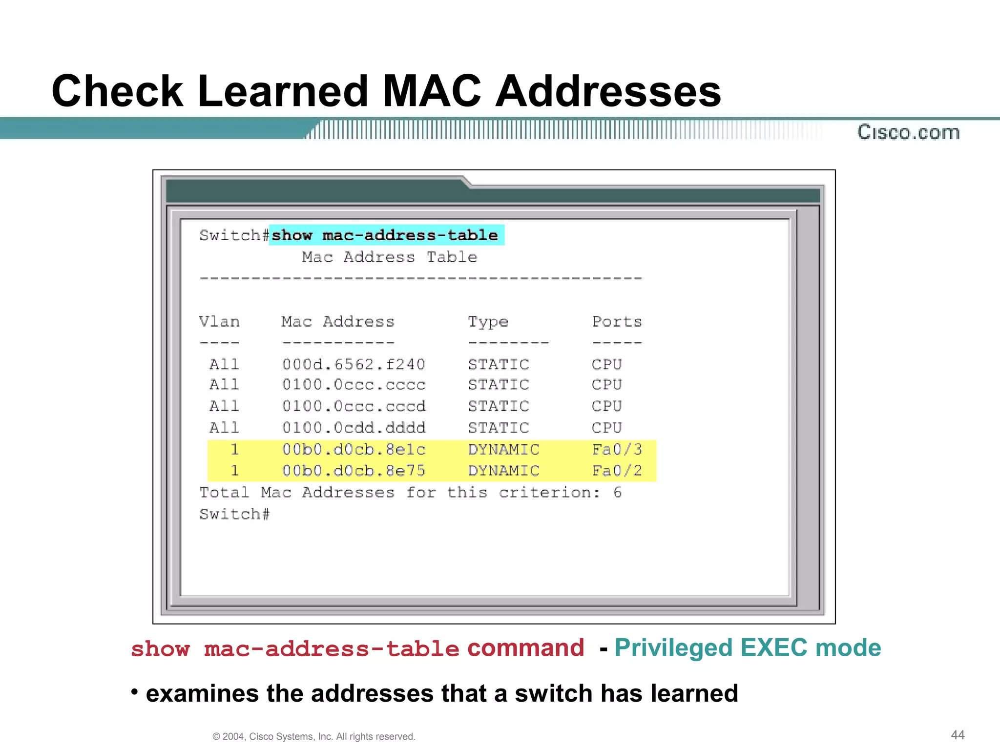 Check Learned MAC Addresses
Cisco.com
Switch#show mac-address-table
Mac Address Table
-------------------------------------------
Vlan    Mac Address       Type        Ports
----    -----------       --------    -----
 All    000d.6562.f240    STATIC      CPU
 All    0100.0ccc.cccc    STATIC      CPU
 All    0100.0ccc.cccd    STATIC      CPU
 All    0100.0cdd.dddd    STATIC      CPU
   1    00b0.d0cb.8e1c    DYNAMIC     Fa0/3
   1    00b0.d0cb.8e75    DYNAMIC     Fa0/2
Total Mac Addresses for this criterion: 6
Switch#
show mac-address-table command - Privileged EXEC mode
• examines the addresses that a switch has learned
© 2004, Cisco Systems, Inc. All rights reserved.
44